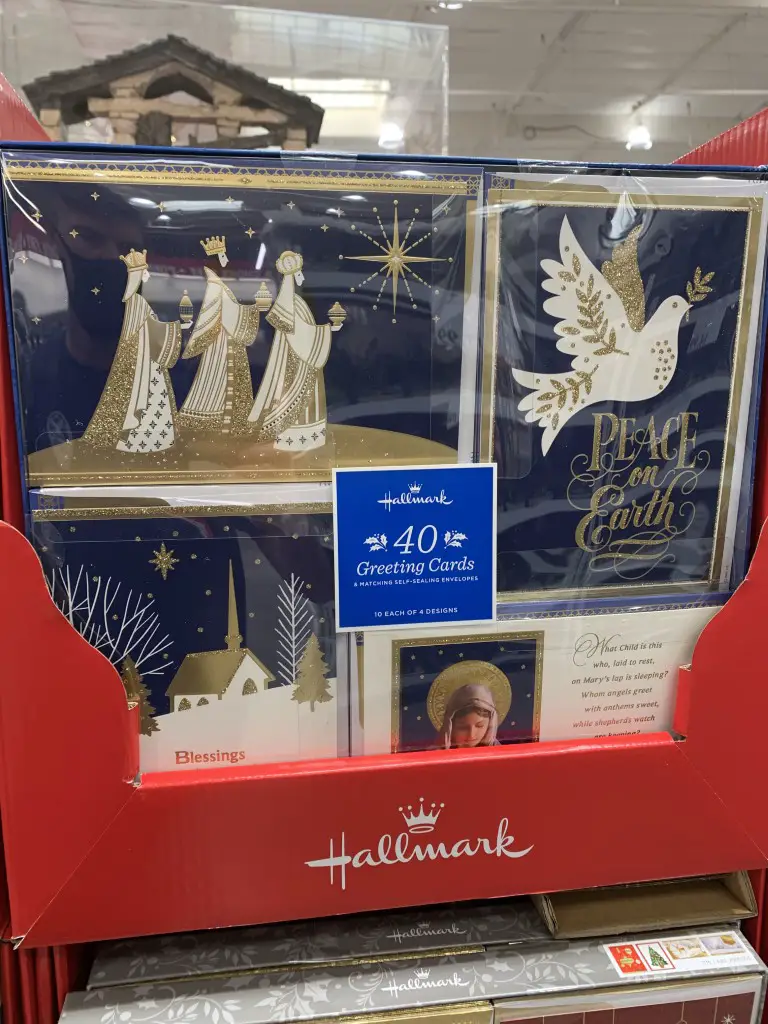 PEACE
on
Earth
Hallmark
40
Greeting Cards
& MATCHING SELF-SEALING ENVELOPES
10 EACH OF 4 DESIGNS
What Child is this
who, laid to rest,
on Mary's lap is sleeping?
Whom angels greet
with anthems sweet,
while shepherds watch
are keeping?
Blessings
Hallmark
Hallmark
Hallmark